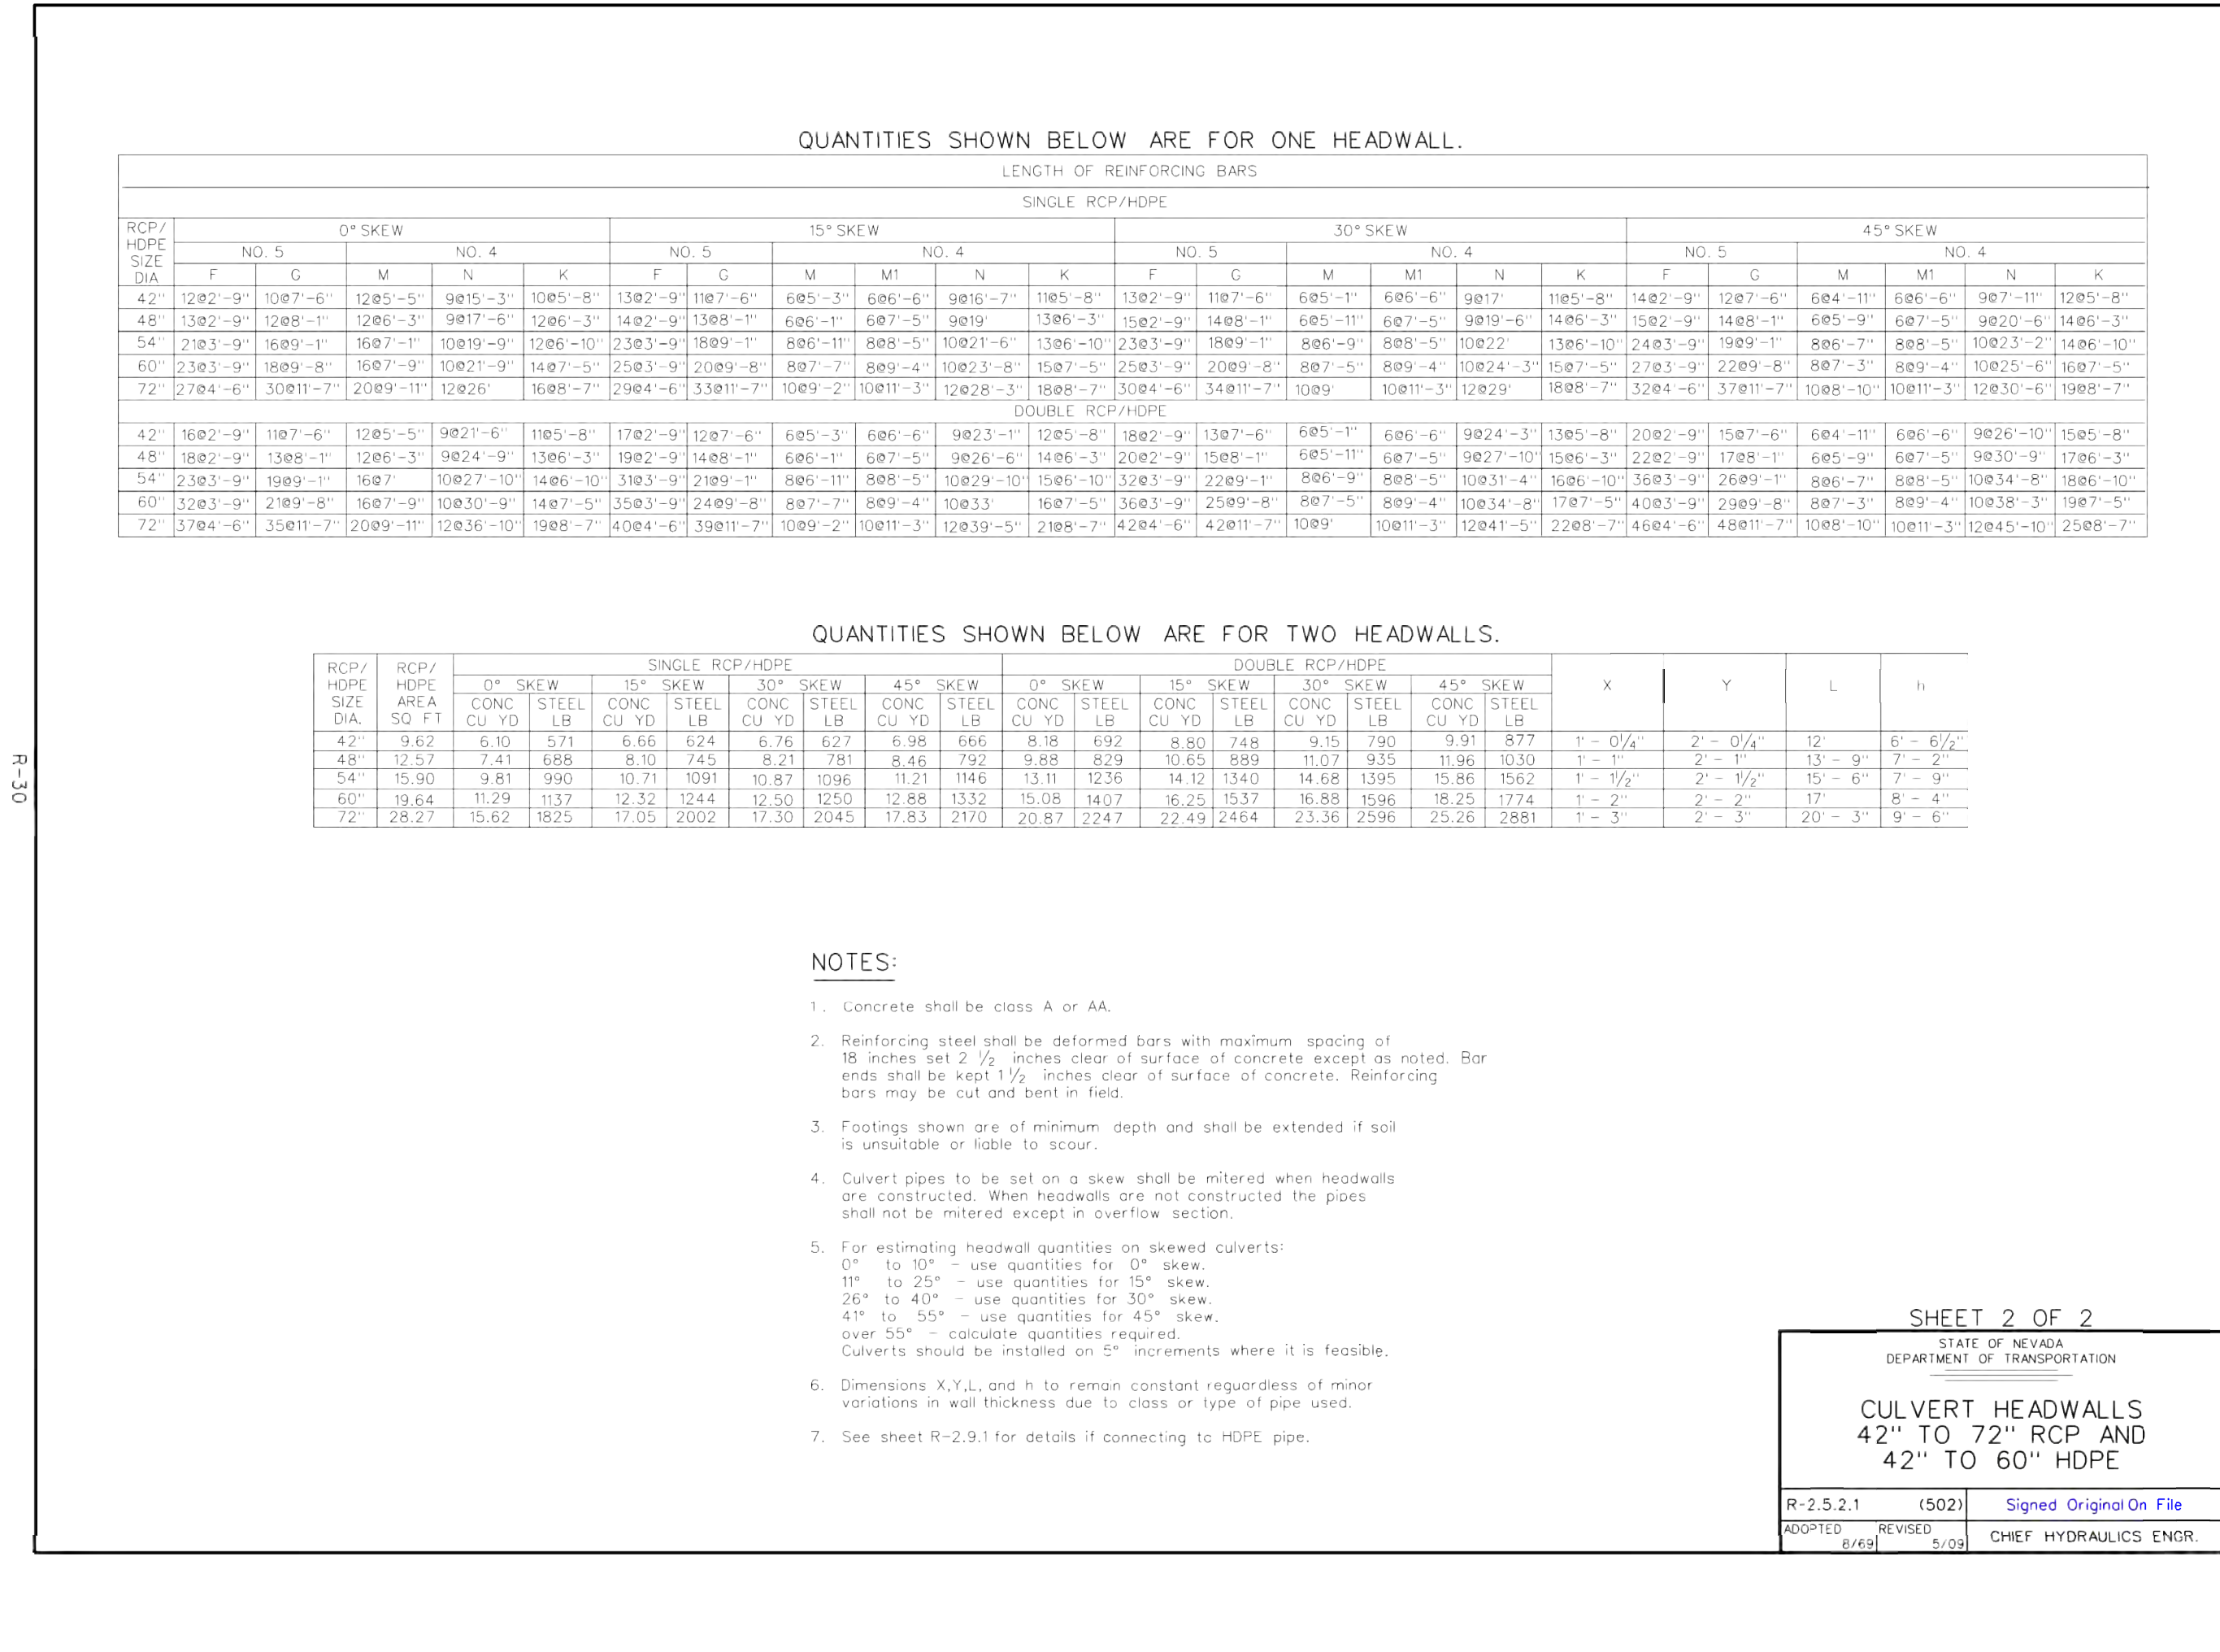 QUANTITIES SHOWN BELOW ARE FOR ONE HEADWALL.
LENGTH OF REINFORCING BARS
SINGLE RCP/HDPE
RCP/ HDPE SIZE DIA 0° SKEW 15° SKEW 30° SKEW 45° SKEW
NO. 5 NO. 4 NO. 5 NO. 4 NO. 5 NO. 4 NO. 5 NO. 4
F G M N K F G M M1 N K F G M M1 N K F G M M1 N K
42" 12@2'-9" 10@7'-6" 12@5'-5" 9@15'-3" 10@5'-8" 13@2'-9" 11@7'-6" 6@5'-3" 6@6'-6" 9@16'-7" 11@5'-8" 13@2'-9" 11@7'-6" 6@5'-1" 6@6'-6" 9@17' 11@5'-8" 14@2'-9" 12@7'-6" 6@4'-11" 6@6'-6" 9@7'-11" 12@5'-8"
48" 13@2'-9" 12@8'-1" 12@6'-3" 9@17'-6" 12@6'-3" 14@2'-9" 13@8'-1" 6@6'-1" 6@7'-5" 9@19' 13@6'-3" 15@2'-9" 14@8'-1" 6@5'-11" 6@7'-5" 9@19'-6" 14@6'-3" 15@2'-9" 14@8'-1" 6@5'-9" 6@7'-5" 9@20'-6" 14@6'-3"
54" 21@3'-9" 16@9'-1" 16@7'-1" 10@19'-9" 12@6'-10" 23@3'-9" 18@9'-1" 8@6'-11" 8@8'-5" 10@21'-6" 13@6'-10" 23@3'-9" 18@9'-1" 8@6'-9" 8@8'-5" 10@22' 13@6'-10" 24@3'-9" 19@9'-1" 8@6'-7" 8@8'-5" 10@23'-2" 14@6'-10"
60" 23@3'-9" 18@9'-8" 16@7'-9" 10@21'-9" 14@7'-5" 25@3'-9" 20@9'-8" 8@7'-7" 8@9'-4" 10@23'-8" 15@7'-5" 25@3'-9" 20@9'-8" 8@7'-5" 8@9'-4" 10@24'-3" 15@7'-5" 27@3'-9" 22@9'-8" 8@7'-3" 8@9'-4" 10@25'-6" 16@7'-5"
72" 27@4'-6" 30@11'-7" 20@9'-11" 12@26' 16@8'-7" 29@4'-6" 33@11'-7" 10@9'-2" 10@11'-3" 12@28'-3" 18@8'-7" 30@4'-6" 34@11'-7" 10@9' 10@11'-3" 12@29' 18@8'-7" 32@4'-6" 37@11'-7" 10@8'-10" 10@11'-3" 12@30'-6" 19@8'-7"
DOUBLE RCP/HDPE
42" 16@2'-9" 11@7'-6" 12@5'-5" 9@21'-6" 11@5'-8" 17@2'-9" 12@7'-6" 6@5'-3" 6@6'-6" 9@23'-1" 12@5'-8" 18@2'-9" 13@7'-6" 6@5'-1" 6@6'-6" 9@24'-3" 13@5'-8" 20@2'-9" 15@7'-6" 6@4'-11" 6@6'-6" 9@26'-10" 15@5'-8"
48" 18@2'-9" 13@8'-1" 12@6'-3" 9@24'-9" 13@6'-3" 19@2'-9" 14@8'-1" 6@6'-1" 6@7'-5" 9@26'-6" 14@6'-3" 20@2'-9" 15@8'-1" 6@5'-11" 6@7'-5" 9@27'-10" 15@6'-3" 22@2'-9" 17@8'-1" 6@5'-9" 6@7'-5" 9@30'-9" 17@6'-3"
54" 23@3'-9" 19@9'-1" 16@7' 10@27'-10" 14@6'-10" 31@3'-9" 21@9'-1" 8@6'-11" 8@8'-5" 10@29'-10" 15@6'-10" 32@3'-9" 22@9'-1" 8@6'-9" 8@8'-5" 10@31'-4" 16@6'-10" 36@3'-9" 26@9'-1" 8@6'-7" 8@8'-5" 10@34'-8" 18@6'-10"
60" 32@3'-9" 21@9'-8" 16@7'-9" 10@30'-9" 14@7'-5" 35@3'-9" 24@9'-8" 8@7'-7" 8@9'-4" 10@33' 16@7'-5" 36@3'-9" 25@9'-8" 8@7'-5" 8@9'-4" 10@34'-8" 17@7'-5" 40@3'-9" 29@9'-8" 8@7'-3" 8@9'-4" 10@38'-3" 19@7'-5"
72" 37@4'-6" 35@11'-7" 20@9'-11" 12@36'-10" 19@8'-7" 40@4'-6" 39@11'-7" 10@9'-2" 10@11'-3" 12@39'-5" 21@8'-7" 42@4'-6" 42@11'-7" 10@9' 10@11'-3" 12@41'-5" 22@8'-7" 46@4'-6" 48@11'-7" 10@8'-10" 10@11'-3" 12@45'-10" 25@8'-7"
QUANTITIES SHOWN BELOW ARE FOR TWO HEADWALLS.
RCP/ HDPE SIZE DIA. RCP/ HDPE AREA SQ FT SINGLE RCP/HDPE DOUBLE RCP/HDPE X Y L h
0° SKEW 15° SKEW 30° SKEW 45° SKEW 0° SKEW 15° SKEW 30° SKEW 45° SKEW
CONC STEEL CONC STEEL CONC STEEL CONC STEEL CONC STEEL CONC STEEL CONC STEEL CONC STEEL
CU YD LB CU YD LB CU YD LB CU YD LB CU YD LB CU YD LB CU YD LB CU YD LB
42" 9.62 6.10 571 6.66 624 6.76 627 6.98 666 8.18 692 8.80 748 9.15 790 9.91 877 1' - 0 1/4" 2' - 0 1/4" 12' 6' - 6 1/2"
48" 12.57 7.41 688 8.10 745 8.21 781 8.46 792 9.88 829 10.65 889 11.07 935 11.96 1030 1' - 1" 2' - 1" 13' - 9" 7' - 2"
54" 15.90 9.81 990 10.71 1091 10.87 1096 11.21 1146 13.11 1236 14.12 1340 14.68 1395 15.86 1562 1' - 1 1/2" 2' - 1 1/2" 15' - 6" 7' - 9"
60" 19.64 11.29 1137 12.32 1244 12.50 1250 12.88 1332 15.08 1407 16.25 1537 16.88 1596 18.25 1774 1' - 2" 2' - 2" 17' 8' - 4"
72" 28.27 15.62 1825 17.05 2002 17.30 2045 17.83 2170 20.87 2247 22.49 2464 23.36 2596 25.26 2881 1' - 3" 2' - 3" 20' - 3" 9' - 6"
R-30
NOTES:
1. Concrete shall be class A or AA.
2. Reinforcing steel shall be deformed bars with maximum spacing of
18 inches set 2 1/2 inches clear of surface of concrete except as noted. Bar
ends shall be kept 1 1/2 inches clear of surface of concrete. Reinforcing
bars may be cut and bent in field.
3. Footings shown are of minimum depth and shall be extended if soil
is unsuitable or liable to scour.
4. Culvert pipes to be set on a skew shall be mitered when headwalls
are constructed. When headwalls are not constructed the pipes
shall not be mitered except in overflow section.
5. For estimating headwall quantities on skewed culverts:
0° to 10° - use quantities for 0° skew.
11° to 25° - use quantities for 15° skew.
26° to 40° - use quantities for 30° skew.
41° to 55° - use quantities for 45° skew.
over 55° - calculate quantities required.
Culverts should be installed on 5° increments where it is feasible.
6. Dimensions X,Y,L, and h to remain constant reguardless of minor
variations in wall thickness due to class or type of pipe used.
7. See sheet R-2.9.1 for details if connecting to HDPE pipe.
SHEET 2 OF 2
STATE OF NEVADA
DEPARTMENT OF TRANSPORTATION
CULVERT HEADWALLS
42" TO 72" RCP AND
42" TO 60" HDPE
R-2.5.2.1 (502) Signed Original On File
ADOPTED 8/69 REVISED 5/09 CHIEF HYDRAULICS ENGR.